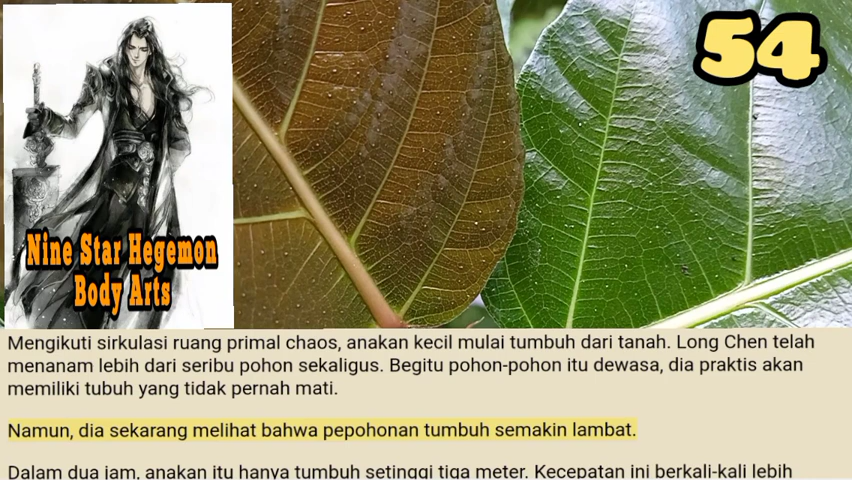 54
Nine Star Hegemon
Body Arts
Mengikuti sirkulasi ruang primal chaos, anakan kecil mulai tumbuh dari tanah. Long Chen telah
menanam lebih dari seribu pohon sekaligus. Begitu pohon-pohon itu dewasa, dia praktis akan
memiliki tubuh yang tidak pernah mati.
Namun, dia sekarang melihat bahwa pepohonan tumbuh semakin lambat.
Dalam dua jam, anakan itu hanya tumbuh setinggi tiga meter. Kecepatan ini berkali-kali lebih